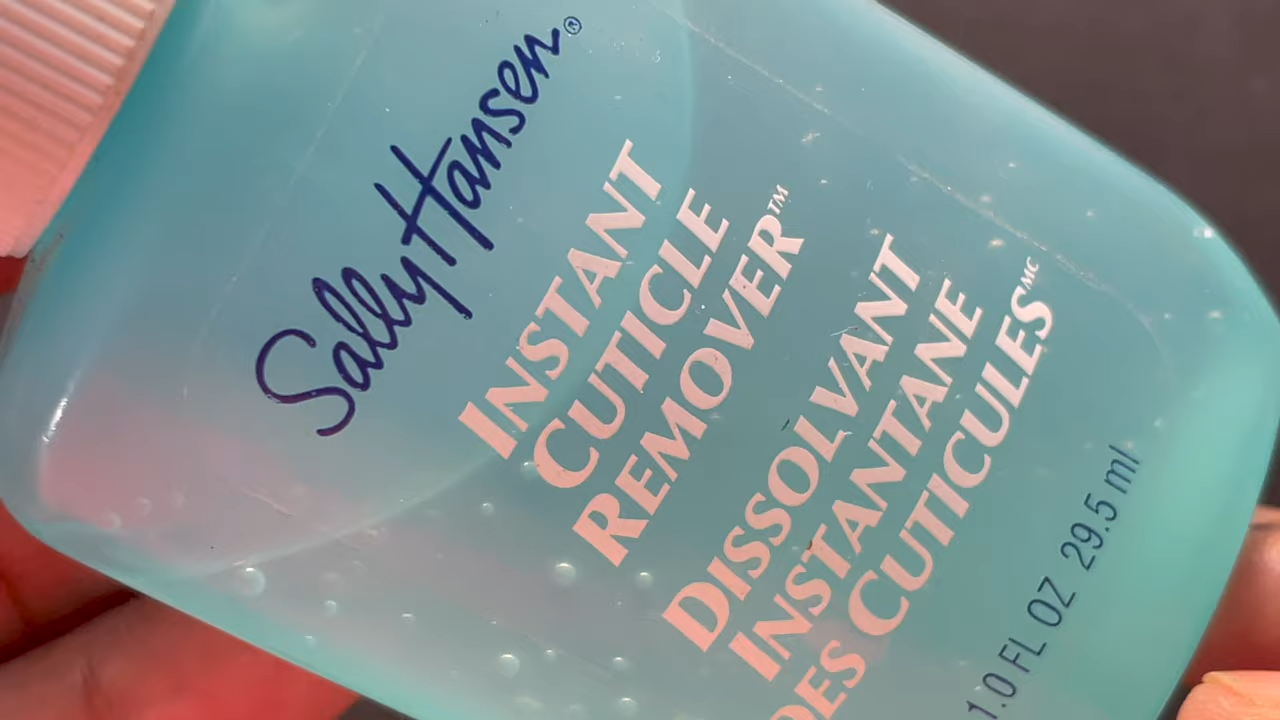 Sally Hansen®
INSTANT
CUTICLE
REMOVER™
DISSOLVANT
INSTANTANE
DES CUTICULES MC
1.0 FL OZ 29.5 ml